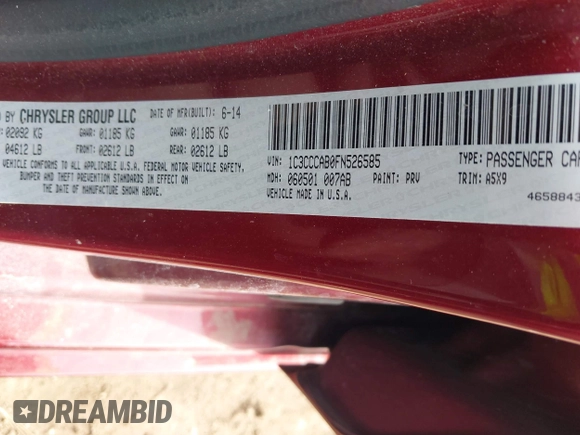 D BY CHRYSLER GROUP LLC DATE OF MFR(BUILT): 6-14
: 02092 KG GAWR: 01185 KG GAWR: 01185 KG
04612 LB FRONT: 02612 LB REAR: 02612 LB
VEHICLE CONFORMS TO ALL APPLICABLE U.S.A. FEDERAL MOTOR VEHICLE SAFETY,
BUMPER AND THEFT PREVENTION STANDARDS IN EFFECT ON
THE DATE OF MANUFACTURE SHOWN ABOVE.
VIN: 1C3CCCAB0FN526585 TYPE: PASSENGER CAR
MDH: 060501 007AB PAINT: PRV TRIM: A5X9
VEHICLE MADE IN U.S.A. 4658843
DREAMBID